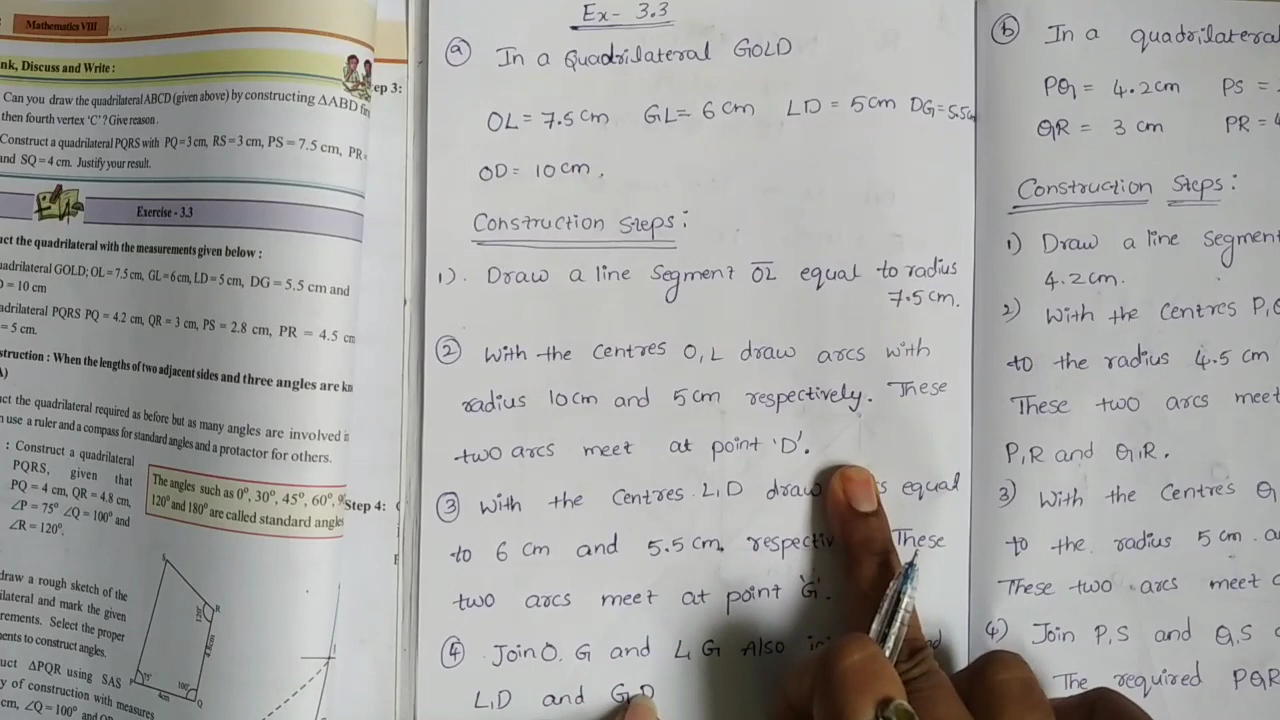 Mathematics VIII
nk, Discuss and Write :
Can you draw the quadrilateral ABCD (given above) by constructing ΔABD
then fourth vertex 'C'? Give reason.
Construct a quadrilateral PQRS with PQ = 3 cm, RS = 3 cm, PS = 7.5 cm, PR
and SQ = 4 cm. Justify your result.
Exercise - 3.3
uct the quadrilateral with the measurements given below :
uadrilateral GOLD; OL = 7.5 cm, GL = 6 cm, LD = 5 cm, DG = 5.5 cm and
= 10 cm
adrilateral PQRS PQ = 4.2 cm, QR = 3 cm, PS = 2.8 cm, PR = 4.5 cm
= 5 cm.
struction : When the lengths of two adjacent sides and three angles are kn
A)
uct the quadrilateral required as before but as many angles are involved i
use a ruler and a compass for standard angles and a protactor for others.
: Construct a quadrilateral
PQRS, given that
PQ = 4 cm, QR = 4.8 cm,
∠P = 75° ∠Q = 100° and
∠R = 120°.
The angles such as 0°, 30°, 45°, 60°, 9
120° and 180° are called standard angle
draw a rough sketch of the
ilateral and mark the given
rements. Select the proper
ments to construct angles.
uct ΔPQR using SAS
y of construction with measures
cm, ∠Q = 100° and
S
R
120°
4.8cm
75°
100°
P
4cm
Q
ep 3:
Step 4:
Ex- 3.3
a In a Quadrilateral GOLD
OL = 7.5 cm GL = 6 cm LD = 5 cm DG = 5.5cm
OD = 10 cm.
Construction Steps :
1). Draw a line segment OL equal to radius
7.5cm.
2 With the centres O, L draw arcs with
radius 10 cm and 5 cm respectively. These
two arcs meet at point 'D'.
3 With the centres L, D draw equal
to 6 cm and 5.5 cm. respectiv These
two arcs meet at point 'G'.
4 Join O, G and L, G Also
L, D and G, D
b In a quadrilateral
PQ = 4.2 cm PS =
QR = 3 cm PR =
Construction Steps :
1) Draw a line segment
4.2 cm.
2) With the centres P, Q
to the radius 4.5 cm
These two arcs meet
P, R and Q, R.
3) With the Centres Q
to the radius 5 cm
These two arcs meet
4) Join P, S and Q, S
The required PQR